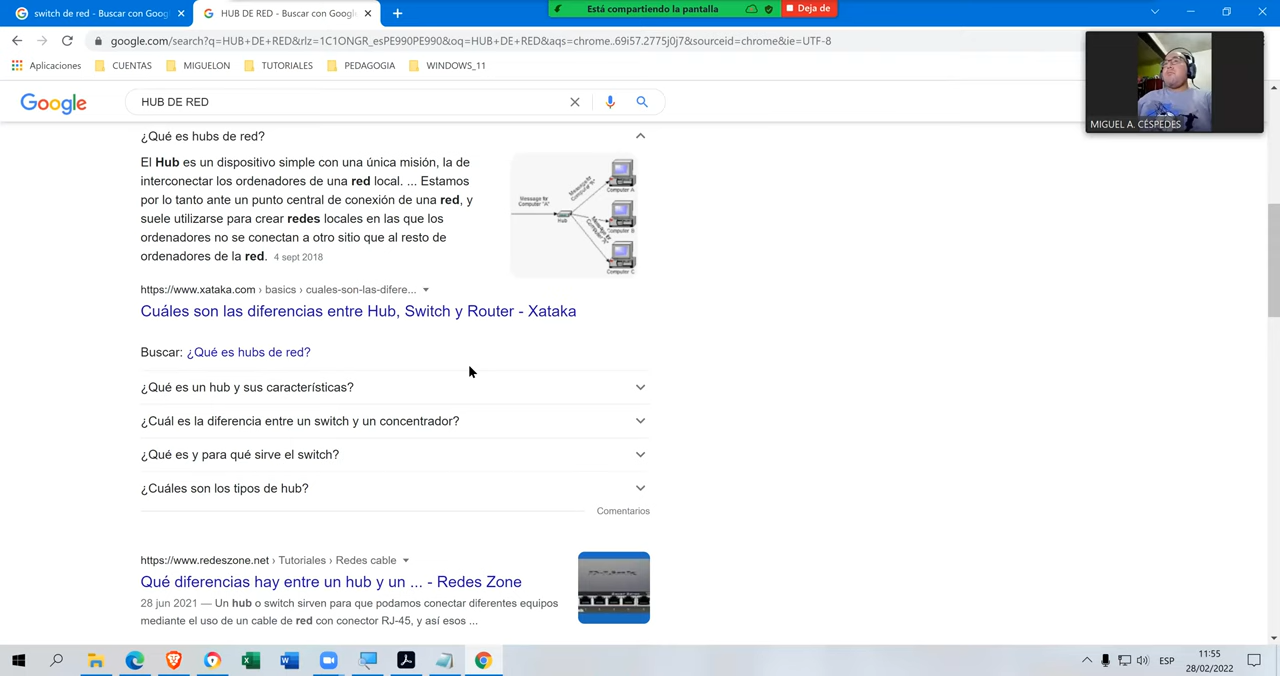 switch de red - Buscar con Goog
HUB DE RED - Buscar con Google
Está compartiendo la pantalla
Deja de
google.com/search?q=HUB+DE+RED&rlz=1C1ONGR_esPE990PE990&oq=HUB+DE+RED&aqs=chrome..69i57.2775j0j7&sourceid=chrome&ie=UTF-8
Aplicaciones CUENTAS MIGUELON TUTORIALES PEDAGOGIA WINDOWS_11
MIGUEL A. CÉSPEDES
Google
HUB DE RED
¿Qué es hubs de red?
El Hub es un dispositivo simple con una única misión, la de
interconectar los ordenadores de una red local. ... Estamos
por lo tanto ante un punto central de conexión de una red, y
suele utilizarse para crear redes locales en las que los
ordenadores no se conectan a otro sitio que al resto de
ordenadores de la red. 4 sept 2018
Message for
Computer "A"
Hub
Computer A
Computer B
Computer C
https://www.xataka.com › basics › cuales-son-las-difere...
Cuáles son las diferencias entre Hub, Switch y Router - Xataka
Buscar: ¿Qué es hubs de red?
¿Qué es un hub y sus características?
¿Cuál es la diferencia entre un switch y un concentrador?
¿Qué es y para qué sirve el switch?
¿Cuáles son los tipos de hub?
Comentarios
https://www.redeszone.net › Tutoriales › Redes cable
Qué diferencias hay entre un hub y un ... - Redes Zone
28 jun 2021 — Un hub o switch sirven para que podamos conectar diferentes equipos
mediante el uso de un cable de red con conector RJ-45, y así esos ...
ESP
11:55
28/02/2022